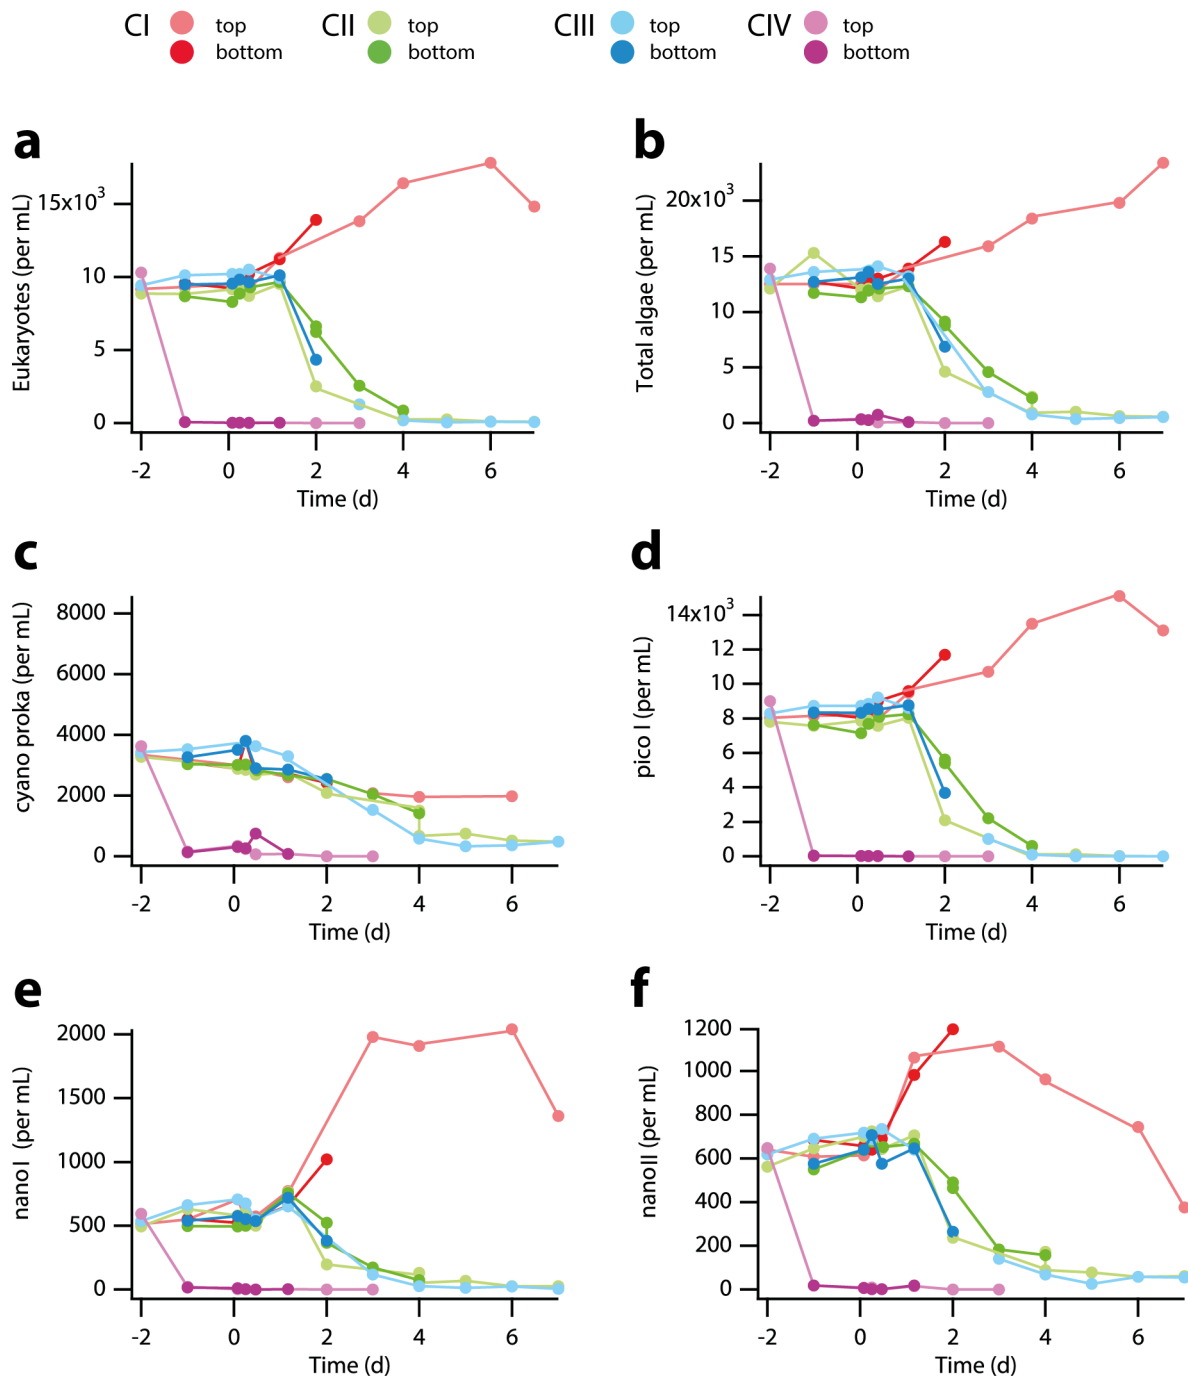 CI top CII top CIII top CIV top
bottom bottom bottom bottom
a
Eukaryotes (per mL)
15x10³
10
5
0
-2 0 2 4 6
Time (d)
b
Total algae (per mL)
20x10³
15
10
5
0
-2 0 2 4 6
Time (d)
c
cyano proka (per mL)
8000
6000
4000
2000
0
-2 0 2 4 6
Time (d)
d
pico I (per mL)
14x10³
12
10
8
6
4
2
0
-2 0 2 4 6
Time (d)
e
nano I (per mL)
2000
1500
1000
500
0
-2 0 2 4 6
Time (d)
f
nano II (per mL)
1200
1000
800
600
400
200
0
-2 0 2 4 6
Time (d)